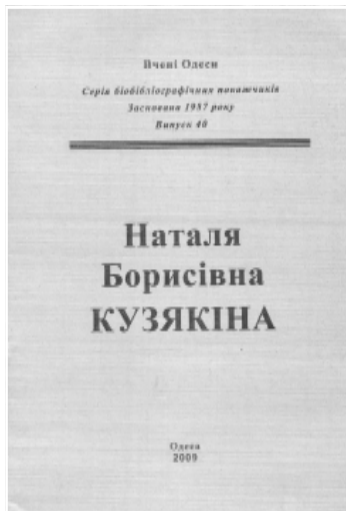 Вчені Одеси
Серія біобібліографічних покажчиків
Заснована 1957 року
Випуск 40
Наталя
Борисівна
КУЗЯКІНА
Одеса
2009